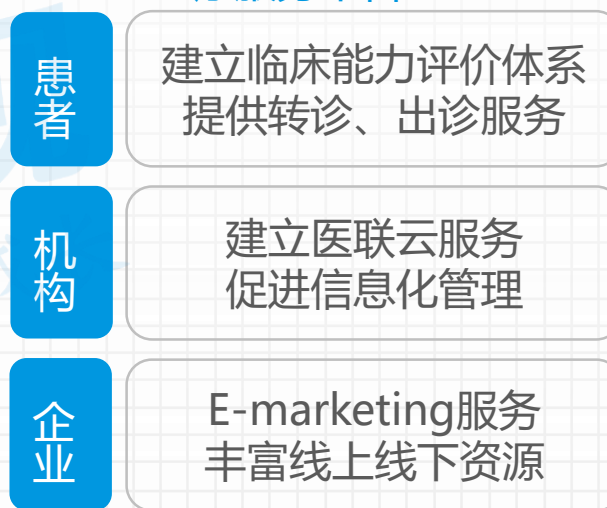 患者
建立临床能力评价体系
提供转诊、出诊服务
机构
建立医联云服务
促进信息化管理
企业
E-marketing服务
丰富线上线下资源